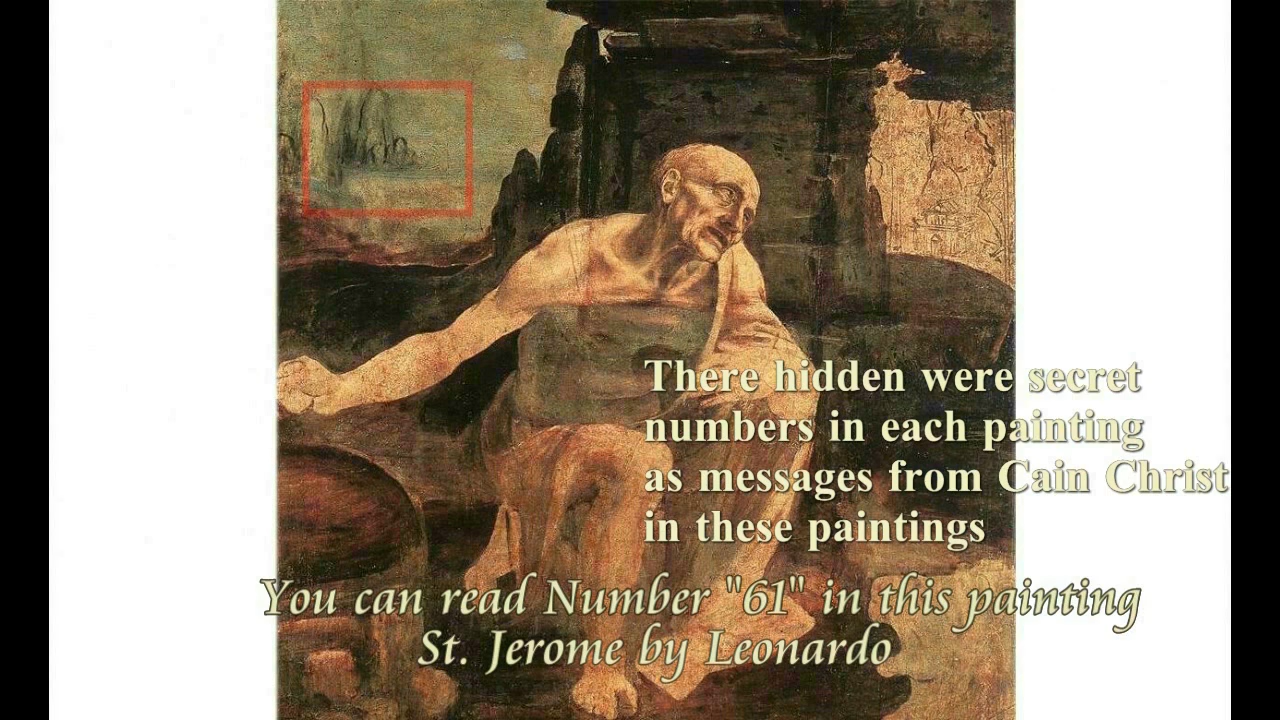 There hidden were secret
numbers in each painting
as messages from Cain Christ
in these paintings
You can read Number "61" in this painting
St. Jerome by Leonardo